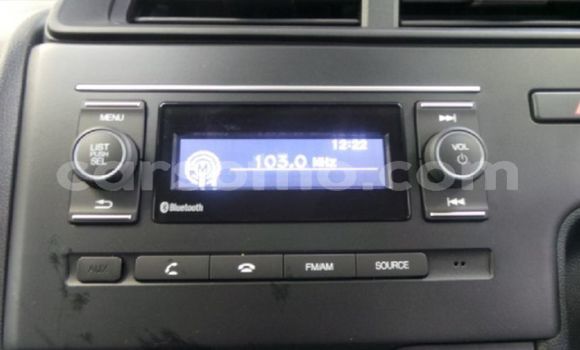 MENU
12:22
LIST
PUSH
SEL
103.0 MHz
VOL
carsomo.com
Bluetooth
AUX
FM/AM
SOURCE